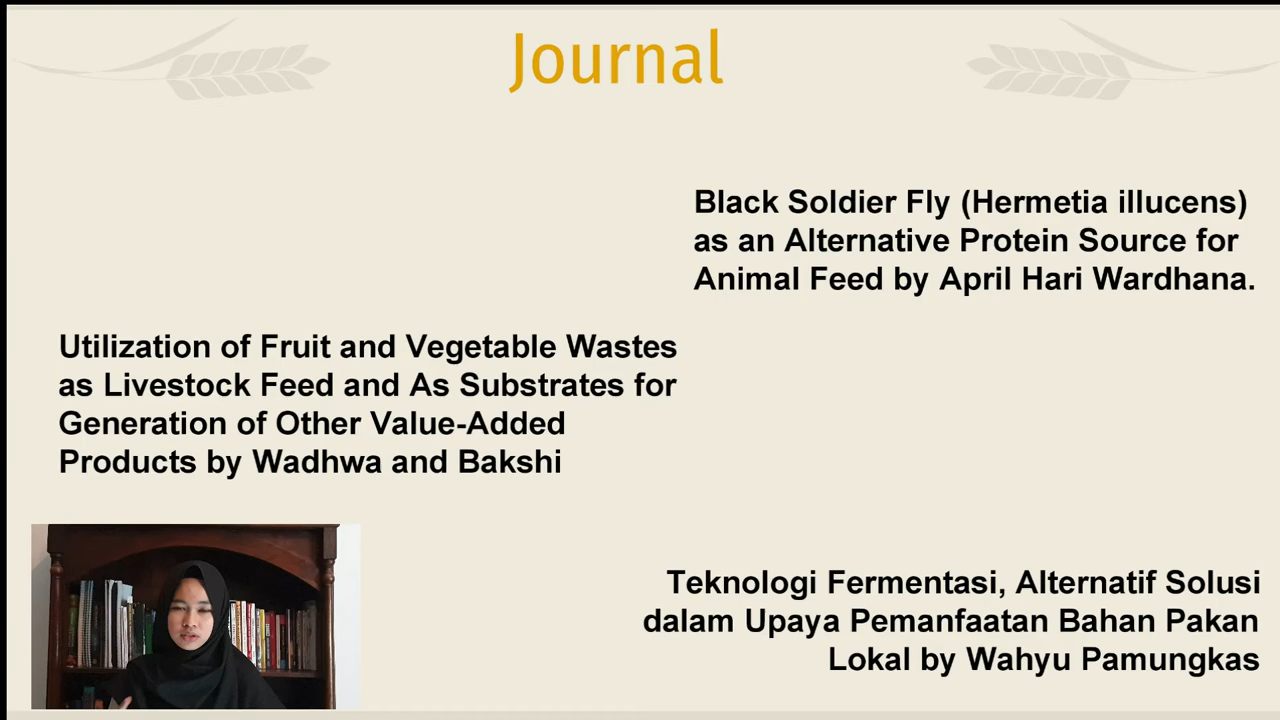 Journal
Black Soldier Fly (Hermetia illucens)
as an Alternative Protein Source for
Animal Feed by April Hari Wardhana.
Utilization of Fruit and Vegetable Wastes
as Livestock Feed and As Substrates for
Generation of Other Value-Added
Products by Wadhwa and Bakshi
Teknologi Fermentasi, Alternatif Solusi
dalam Upaya Pemanfaatan Bahan Pakan
Lokal by Wahyu Pamungkas